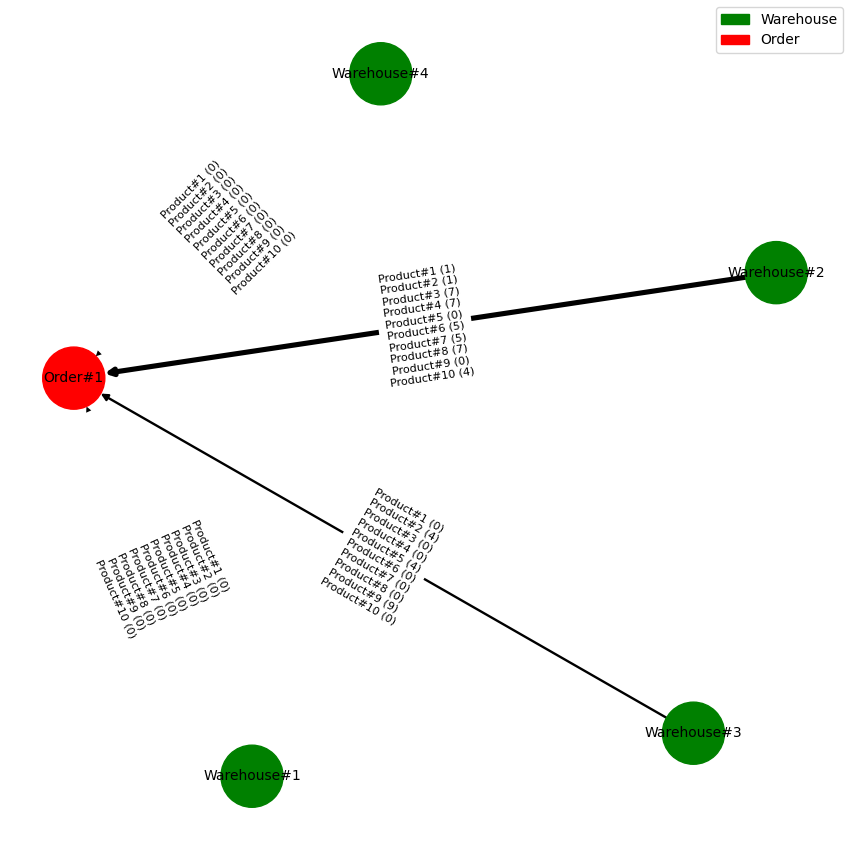 Warehouse
Order
Warehouse#4
Product#1 (0)
Product#2 (0)
Product#3 (0)
Product#4 (0)
Product#5 (0)
Product#6 (0)
Product#7 (0)
Product#8 (0)
Product#9 (0)
Product#10 (0)
Warehouse#2
Product#1 (1)
Product#2 (1)
Product#3 (7)
Product#4 (7)
Product#5 (0)
Product#6 (5)
Product#7 (5)
Product#8 (7)
Product#9 (0)
Product#10 (4)
Order#1
Product#1 (0)
Product#2 (4)
Product#3 (0)
Product#4 (0)
Product#5 (4)
Product#6 (0)
Product#7 (0)
Product#8 (0)
Product#9 (9)
Product#10 (0)
Product#1 (0)
Product#2 (0)
Product#3 (0)
Product#4 (0)
Product#5 (0)
Product#6 (0)
Product#7 (0)
Product#8 (0)
Product#9 (0)
Product#10 (0)
Warehouse#3
Warehouse#1